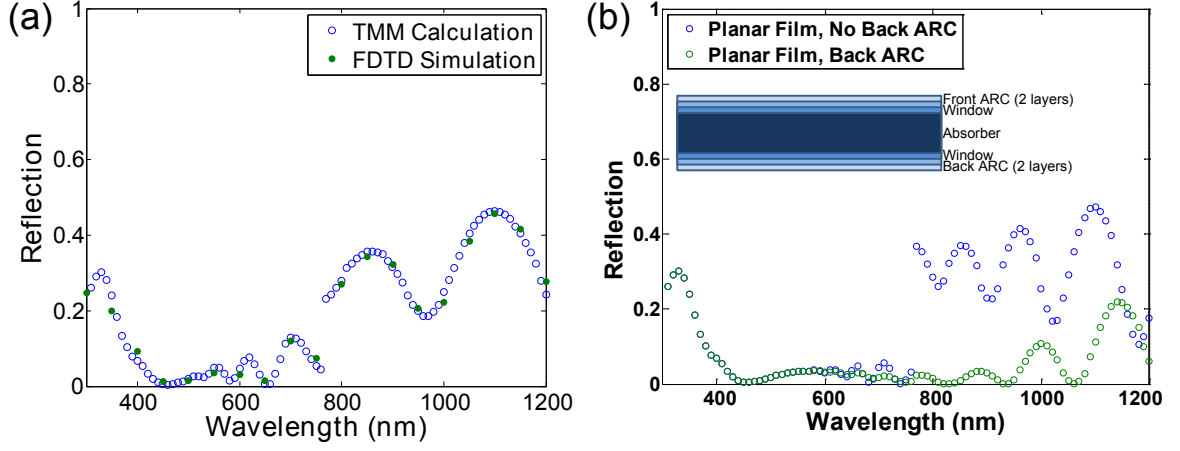 (a)
TMM Calculation
FDTD Simulation
Reflection
1
0.8
0.6
0.4
0.2
0
400
600
800
1000
1200
Wavelength (nm)
(b)
Planar Film, No Back ARC
Planar Film, Back ARC
Front ARC (2 layers)
Window
Absorber
Window
Back ARC (2 layers)
Reflection
1
0.8
0.6
0.4
0.2
0
400
600
800
1000
1200
Wavelength (nm)